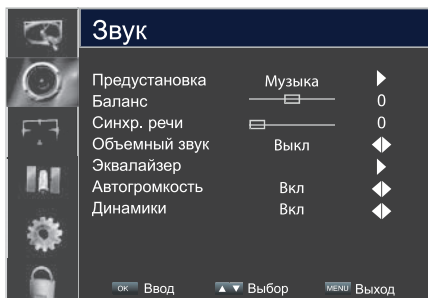 Звук
Предустановка Музыка
Баланс 0
Синхр. речи 0
Объемный звук Выкл
Эквалайзер
Автогромкость Вкл
Динамики Вкл
OK Ввод ▲ ▼ Выбор MENU Выход